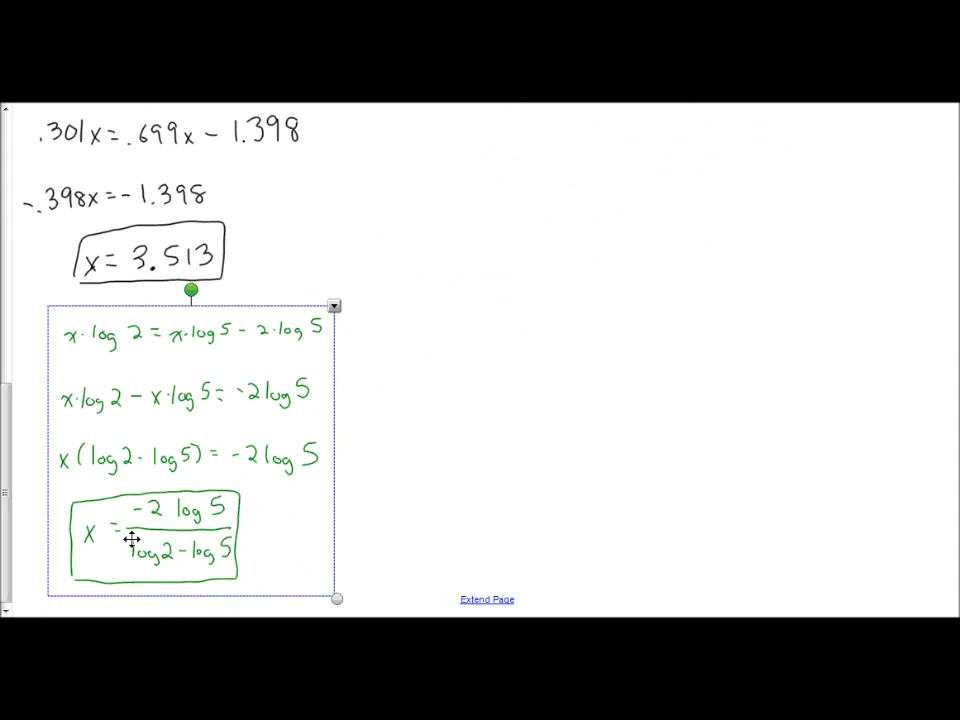 .301x = .699x - 1.398
-.398x = - 1.398
x = 3.513
x·log 2 = x·log 5 - 2·log 5
x·log 2 - x·log 5 = -2 log 5
x (log 2 - log 5) = -2 log 5
x = -2 log 5 / log 2 - log 5
Extend Page